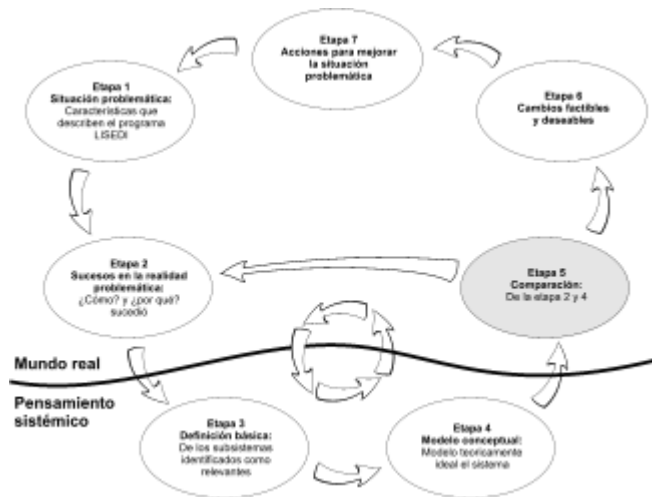 Etapa 7
Acciones para mejorar
la situación
problemática
Etapa 1
Situación problemática:
Características que
describen el programa
LISEDI
Etapa 6
Cambios factibles
y deseables
Etapa 2
Sucesos en la realidad
problemática:
¿Cómo? y ¿por qué?
sucedió
Etapa 5
Comparación:
De la etapa 2 y 4
Mundo real
Pensamiento
sistémico
Etapa 3
Definición básica:
De los subsistemas
identificados como
relevantes
Etapa 4
Modelo conceptual:
Modelo teoricamente
ideal el sistema